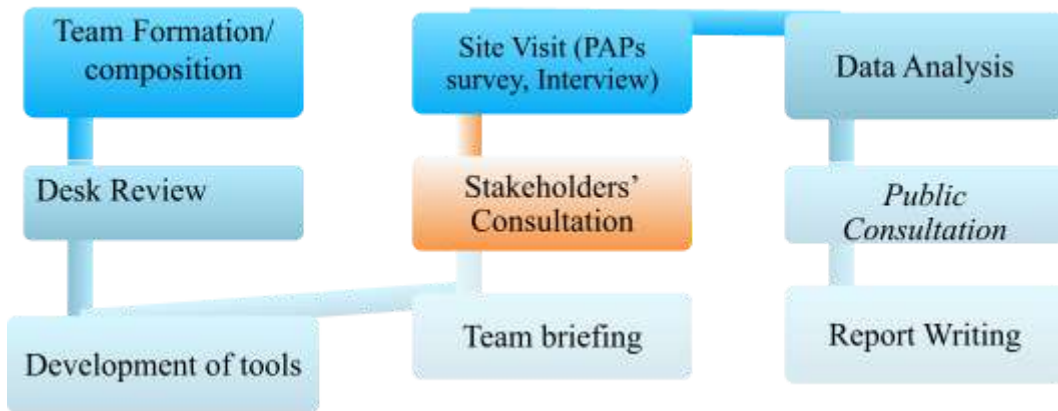 Team Formation/
composition
Desk Review
Development of tools
Site Visit (PAPs
survey, Interview)
Stakeholders’
Consultation
Team briefing
Data Analysis
Public
Consultation
Report Writing